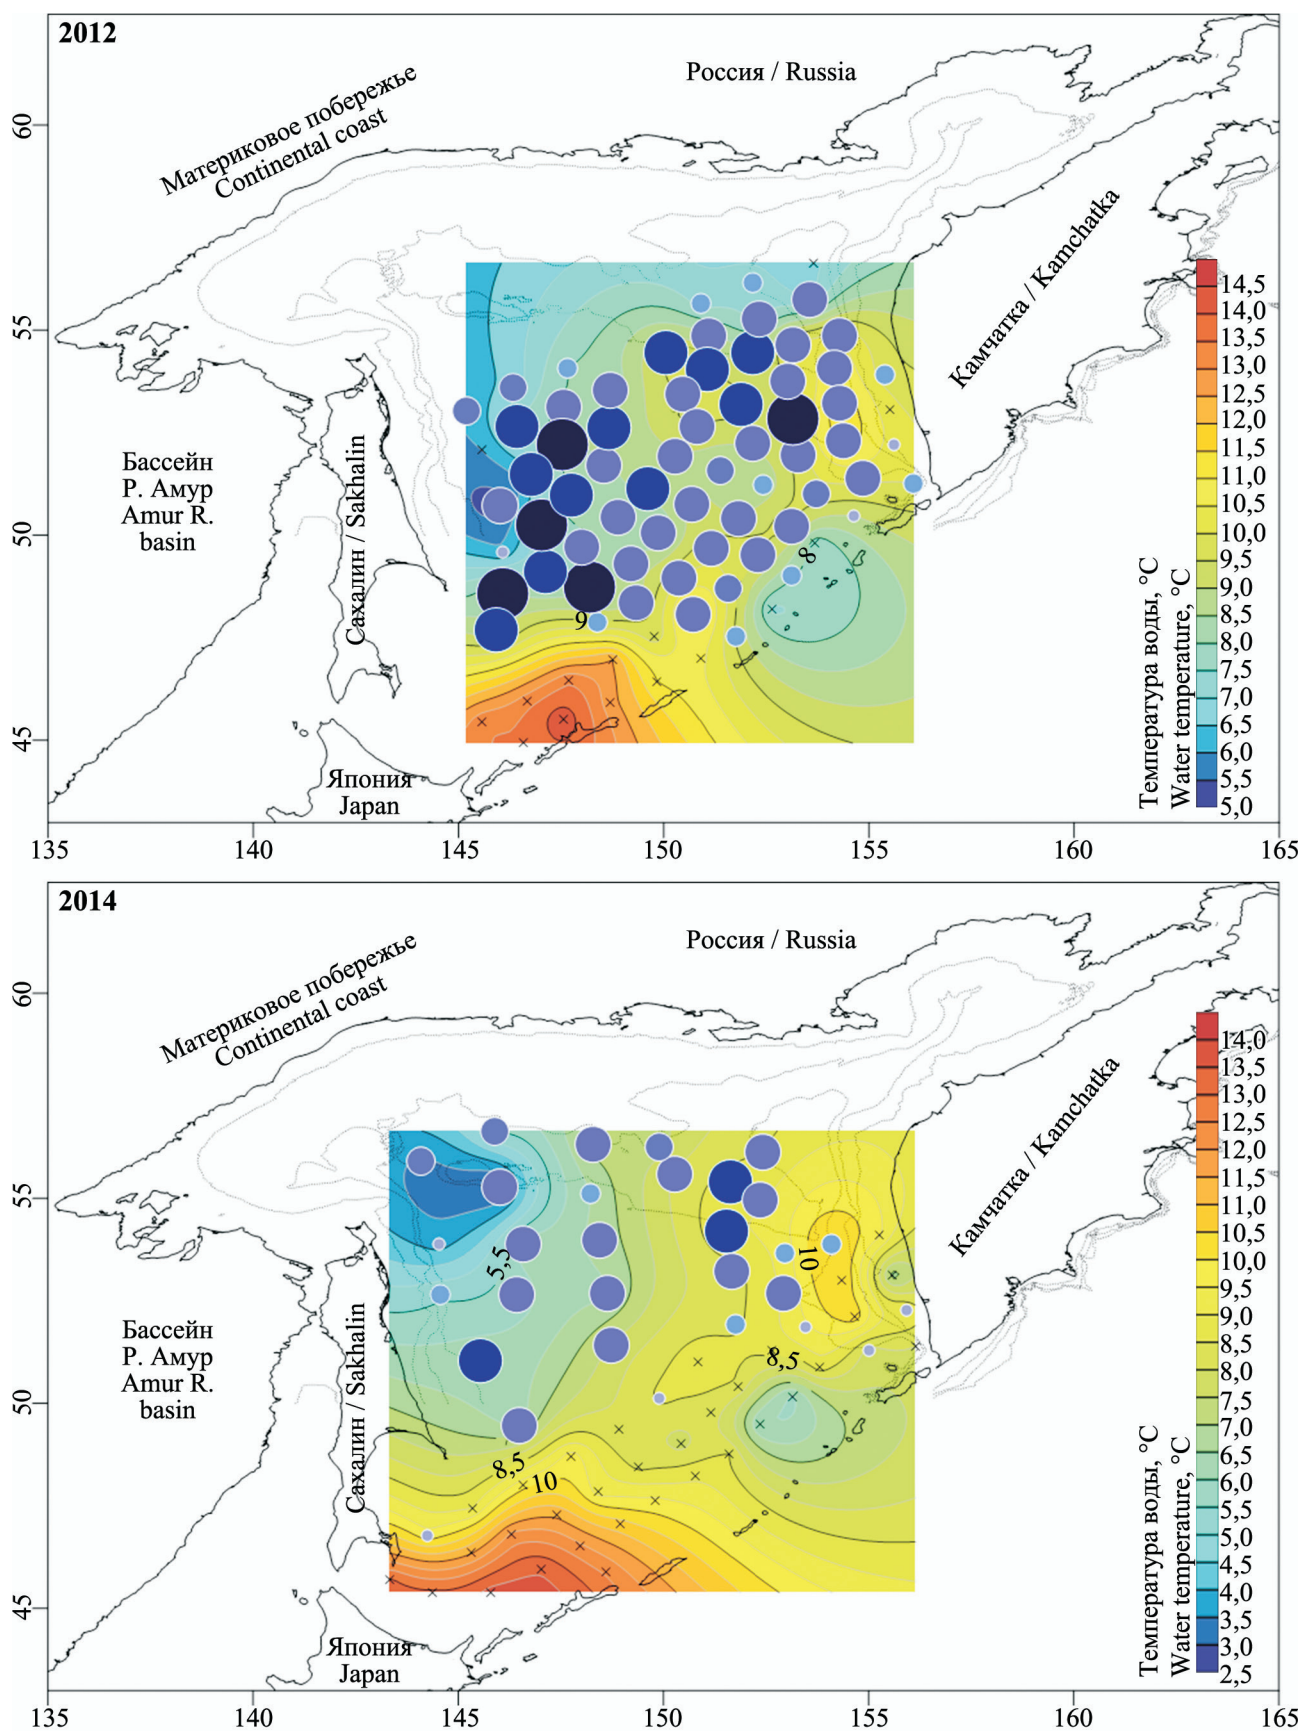 2012
Россия / Russia
Материковое побережье
Continental coast
60
Камчатка / Kamchatka
55
Бассейн
Р. Амур
Amur R.
basin
Сахалин / Sakhalin
50
8
9
45
Япония
Japan
Температура воды, °C
Water temperature, °C
14,5
14,0
13,5
13,0
12,5
12,0
11,5
11,0
10,5
10,0
9,5
9,0
8,5
8,0
7,5
7,0
6,5
6,0
5,5
5,0
135 140 145 150 155 160 165
2014
Россия / Russia
Материковое побережье
Continental coast
60
Камчатка / Kamchatka
55
5,5
10
Бассейн
Р. Амур
Amur R.
basin
Сахалин / Sakhalin
8,5
50
8,5
10
45
Япония
Japan
Температура воды, °C
Water temperature, °C
14,0
13,5
13,0
12,5
12,0
11,5
11,0
10,5
10,0
9,5
9,0
8,5
8,0
7,5
7,0
6,5
6,0
5,5
5,0
4,5
4,0
3,5
3,0
2,5
135 140 145 150 155 160 165